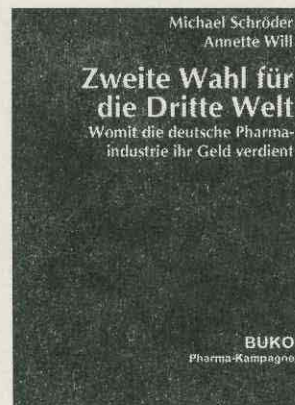 Michael Schröder
Annette Will
Zweite Wahl für
die Dritte Welt
Womit die deutsche Pharma-
industrie ihr Geld verdient
BUKO
Pharma-Kampagne